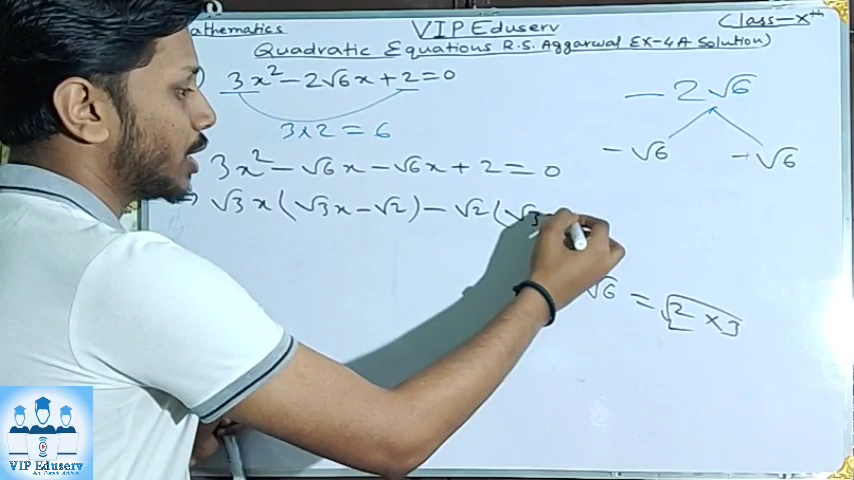 athematics
VIP Eduserv
Class-Xth
Quadratic Equations R.S. Aggarwal EX-4A Solution)
) 3x² - 2√6x + 2 = 0
- 2√6
3×2 = 6
- √6 - √6
3x² - √6x - √6x + 2 = 0
⇒ √3x(√3x - √2) - √2(√3
√6 = √2×3
VIP Eduserv